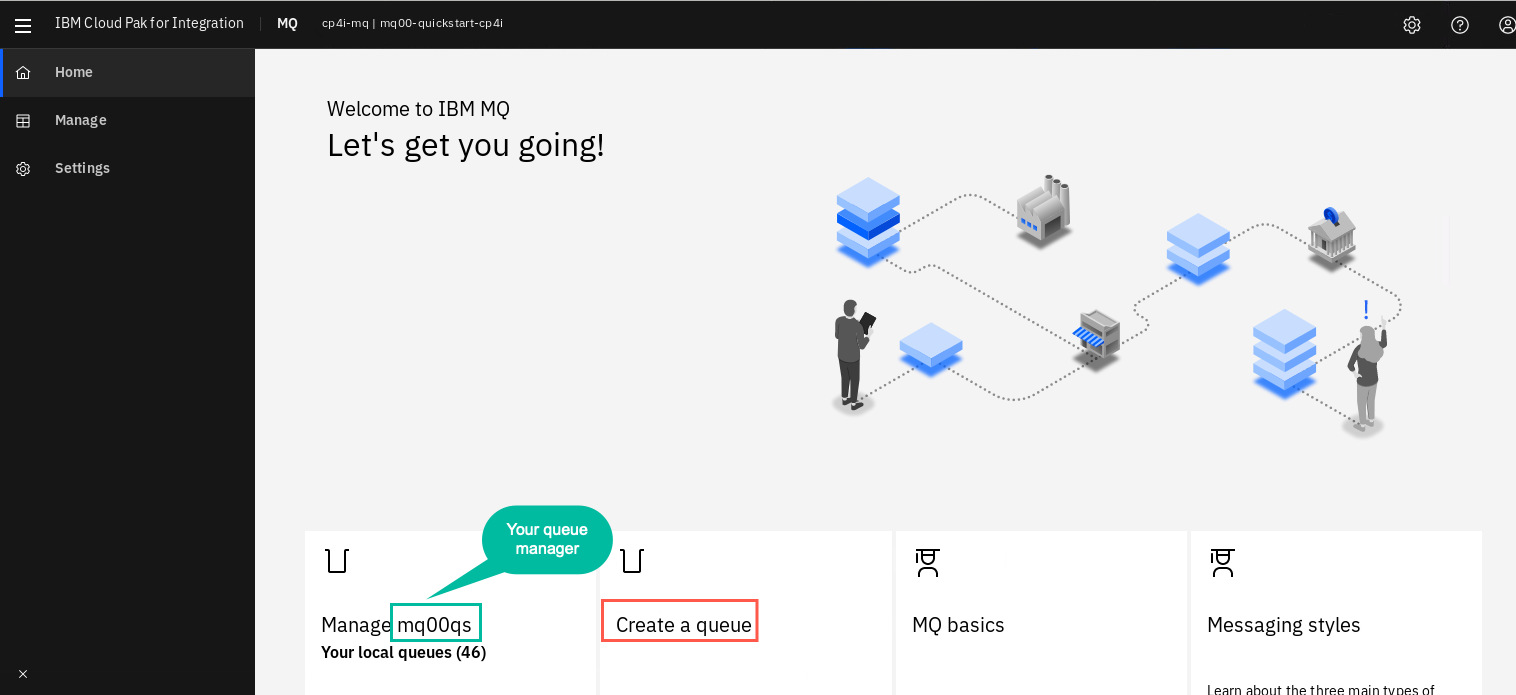 IBM Cloud Pak for Integration | MQ cp4i-mq | mq00-quickstart-cp4i
Home
Manage
Settings
Welcome to IBM MQ
Let's get you going!
!
Your queue
manager
Manage mq00qs
Your local queues (46)
Create a queue
MQ basics
Messaging styles
Learn about the three main types of